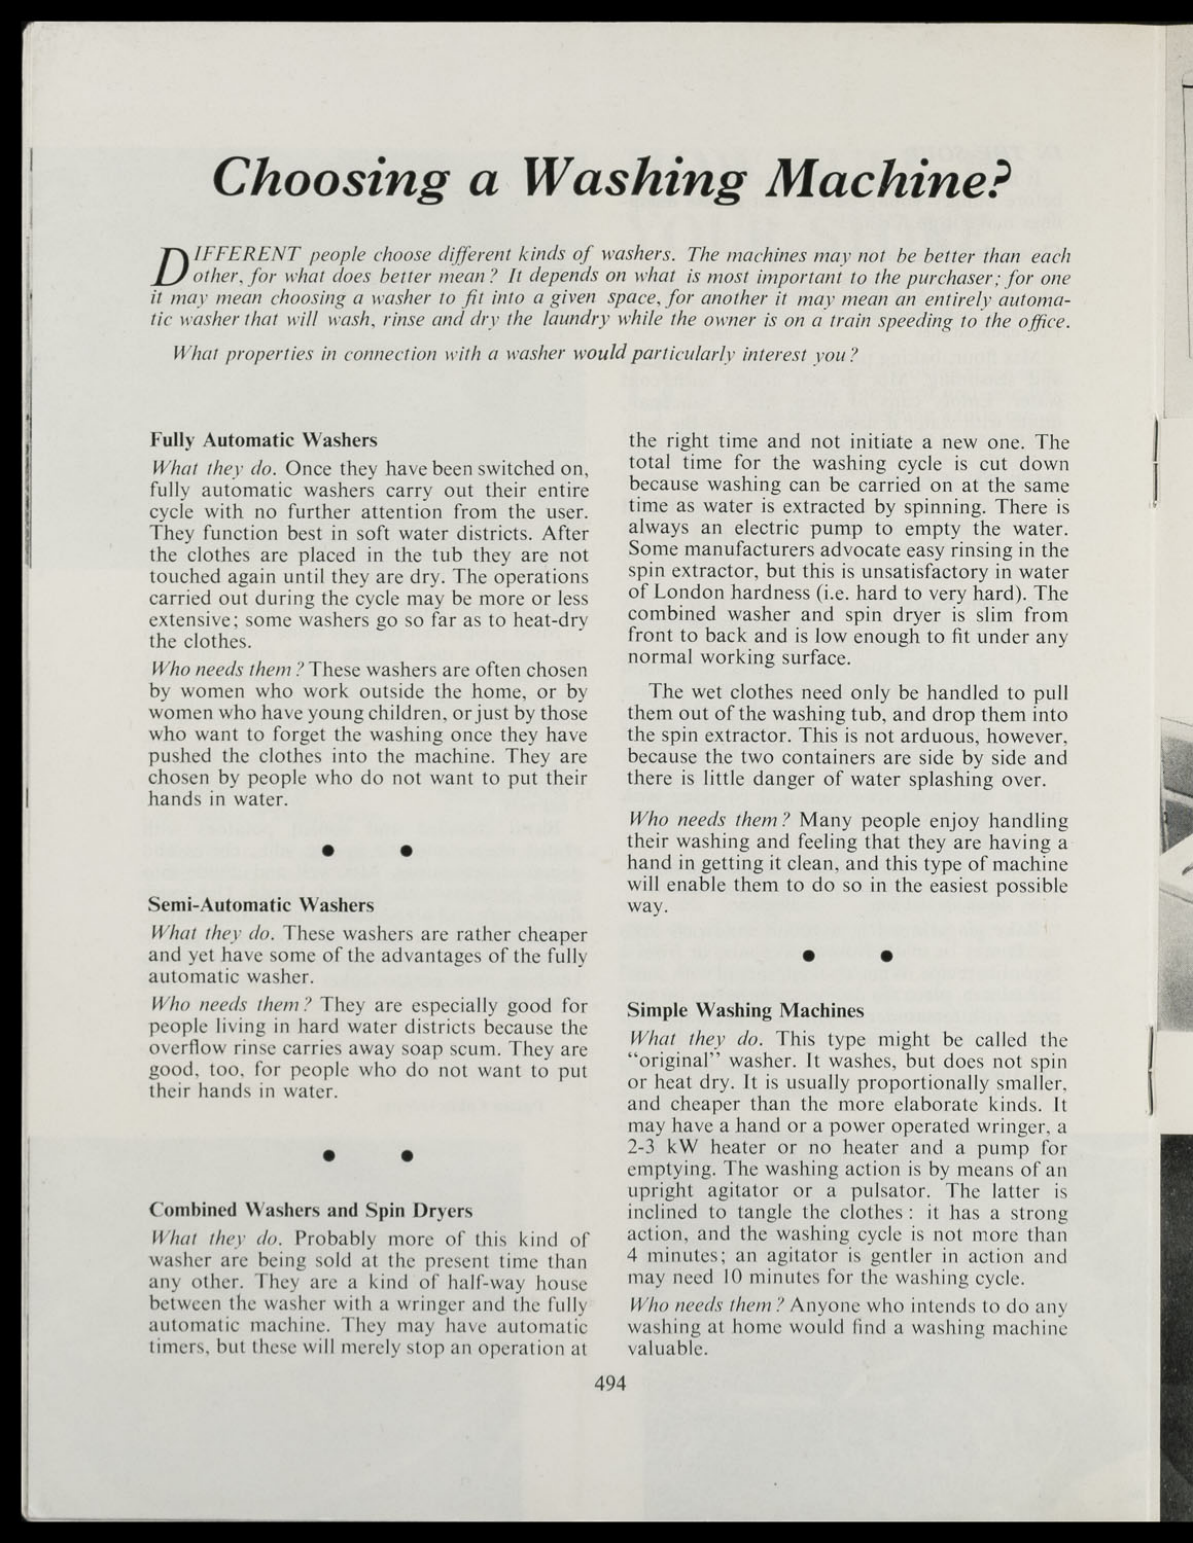 Choosing a Washing Machine?
DIFFERENT people choose different kinds of washers. The machines may not be better than each
other, for what does better mean? It depends on what is most important to the purchaser; for one
it may mean choosing a washer to fit into a given space, for another it may mean an entirely automa-
tic washer that will wash, rinse and dry the laundry while the owner is on a train speeding to the office.
What properties in connection with a washer would particularly interest you?
Fully Automatic Washers
What they do. Once they have been switched on,
fully automatic washers carry out their entire
cycle with no further attention from the user.
They function best in soft water districts. After
the clothes are placed in the tub they are not
touched again until they are dry. The operations
carried out during the cycle may be more or less
extensive; some washers go so far as to heat-dry
the clothes.
Who needs them? These washers are often chosen
by women who work outside the home, or by
women who have young children, or just by those
who want to forget the washing once they have
pushed the clothes into the machine. They are
chosen by people who do not want to put their
hands in water.
Semi-Automatic Washers
What they do. These washers are rather cheaper
and yet have some of the advantages of the fully
automatic washer.
Who needs them? They are especially good for
people living in hard water districts because the
overflow rinse carries away soap scum. They are
good, too, for people who do not want to put
their hands in water.
Combined Washers and Spin Dryers
What they do. Probably more of this kind of
washer are being sold at the present time than
any other. They are a kind of half-way house
between the washer with a wringer and the fully
automatic machine. They may have automatic
timers, but these will merely stop an operation at
the right time and not initiate a new one. The
total time for the washing cycle is cut down
because washing can be carried on at the same
time as water is extracted by spinning. There is
always an electric pump to empty the water.
Some manufacturers advocate easy rinsing in the
spin extractor, but this is unsatisfactory in water
of London hardness (i.e. hard to very hard). The
combined washer and spin dryer is slim from
front to back and is low enough to fit under any
normal working surface.
The wet clothes need only be handled to pull
them out of the washing tub, and drop them into
the spin extractor. This is not arduous, however,
because the two containers are side by side and
there is little danger of water splashing over.
Who needs them? Many people enjoy handling
their washing and feeling that they are having a
hand in getting it clean, and this type of machine
will enable them to do so in the easiest possible
way.
Simple Washing Machines
What they do. This type might be called the
“original” washer. It washes, but does not spin
or heat dry. It is usually proportionally smaller,
and cheaper than the more elaborate kinds. It
may have a hand or a power operated wringer, a
2-3 kW heater or no heater and a pump for
emptying. The washing action is by means of an
upright agitator or a pulsator. The latter is
inclined to tangle the clothes: it has a strong
action, and the washing cycle is not more than
4 minutes; an agitator is gentler in action and
may need 10 minutes for the washing cycle.
Who needs them? Anyone who intends to do any
washing at home would find a washing machine
valuable.
494